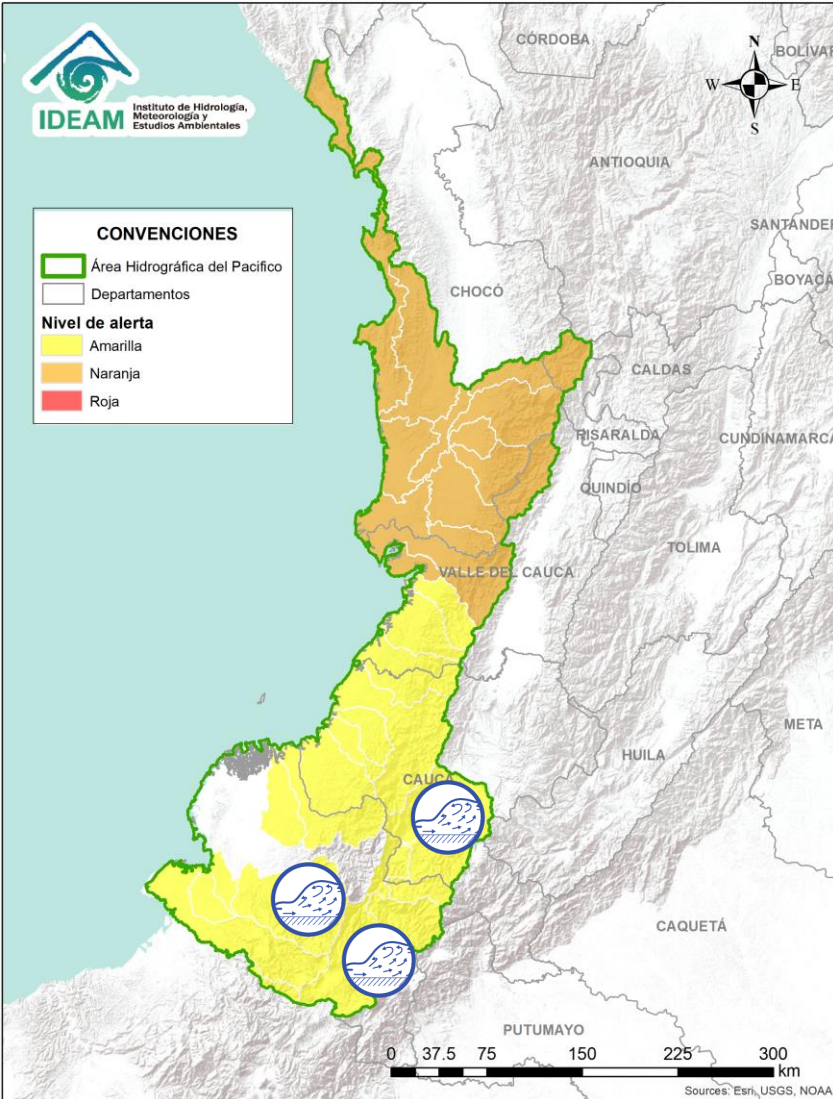 IDEAM
Instituto de Hidrología,
Meteorología y
Estudios Ambientales
CONVENCIONES
Área Hidrográfica del Pacifico
Departamentos
Nivel de alerta
Amarilla
Naranja
Roja
N
W
E
S
CÓRDOBA
BOLÍVAR
ANTIOQUIA
SANTANDER
BOYACÁ
CHOCÓ
CALDAS
RISARALDA
CUNDINAMARCA
QUINDÍO
TOLIMA
VALLE DEL CAUCA
META
HUILA
CAUCA
CAQUETÁ
PUTUMAYO
0 37.5 75 150 225 300
km
Sources: Esri, USGS, NOAA